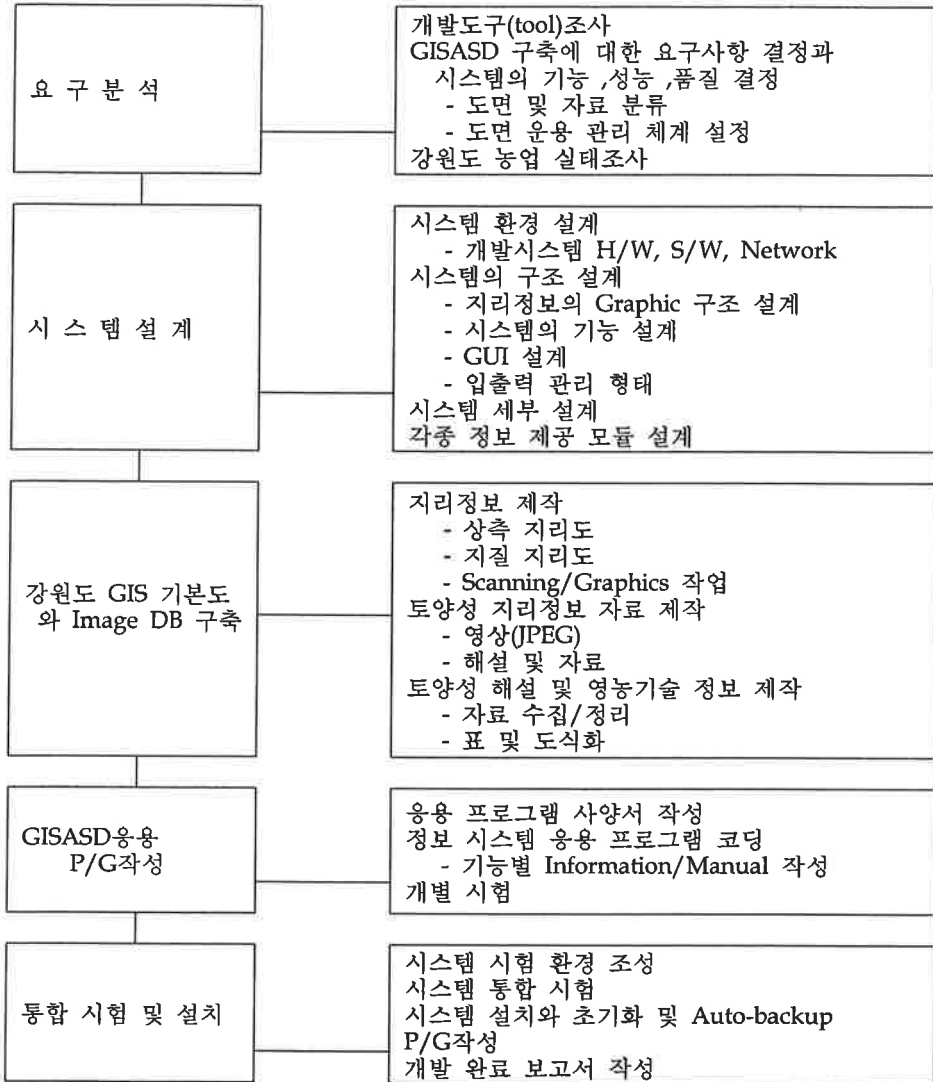 요 구 분 석
개발도구(tool)조사
GISASD 구축에 대한 요구사항 결정과
시스템의 기능 ,성능 ,품질 결정
- 도면 및 자료 분류
- 도면 운용 관리 체계 설정
강원도 농업 실태조사
시 스 템 설 계
시스템 환경 설계
- 개발시스템 H/W, S/W, Network
시스템의 구조 설계
- 지리정보의 Graphic 구조 설계
- 시스템의 기능 설계
- GUI 설계
- 입출력 관리 형태
시스템 세부 설계
각종 정보 제공 모듈 설계
강원도 GIS 기본도
와 Image DB 구축
지리정보 제작
- 상측 지리도
- 지질 지리도
- Scanning/Graphics 작업
토양성 지리정보 자료 제작
- 영상(JPEG)
- 해설 및 자료
토양성 해설 및 영농기술 정보 제작
- 자료 수집/정리
- 표 및 도식화
GISASD응용
P/G작성
응용 프로그램 사양서 작성
정보 시스템 응용 프로그램 코딩
- 기능별 Information/Manual 작성
개별 시험
통합 시험 및 설치
시스템 시험 환경 조성
시스템 통합 시험
시스템 설치와 초기화 및 Auto-backup
P/G작성
개발 완료 보고서 작성